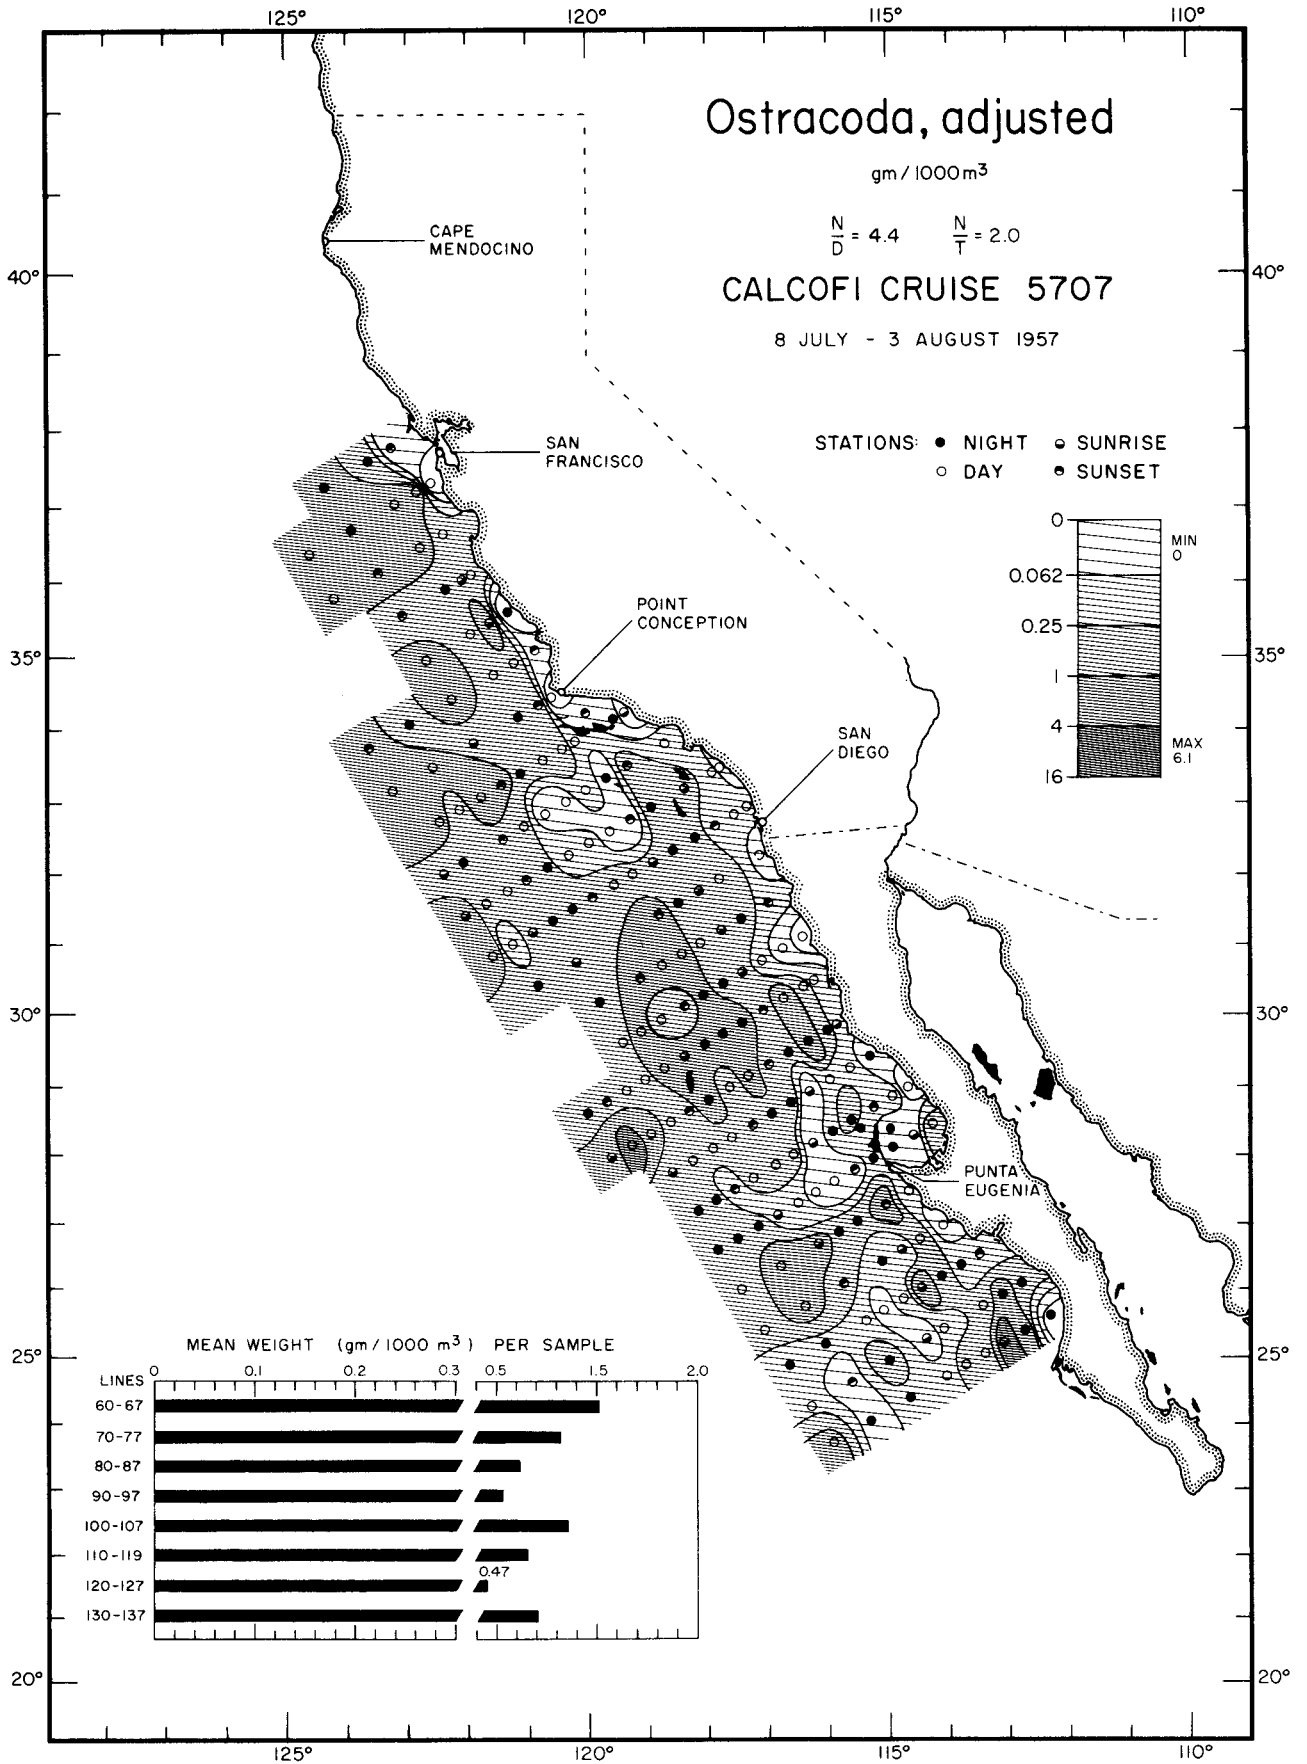 125° 120° 115° 110°
Ostracoda, adjusted
gm / 1000 m³
N/D = 4.4 N/T = 2.0
CALCOFI CRUISE 5707
8 JULY - 3 AUGUST 1957
CAPE
MENDOCINO
40° 40°
STATIONS: ● NIGHT ◒ SUNRISE
○ DAY ◓ SUNSET
SAN
FRANCISCO
0
MIN
0
0.062
0.25
1
4
MAX
6.1
16
POINT
CONCEPTION
35° 35°
SAN
DIEGO
30° 30°
PUNTA
EUGENIA
MEAN WEIGHT (gm / 1000 m³) PER SAMPLE
25° 25°
0 0.1 0.2 0.3 0.5 1.5 2.0
LINES
60-67
70-77
80-87
90-97
100-107
110-119
0.47
120-127
130-137
20° 20°
125° 120° 115° 110°